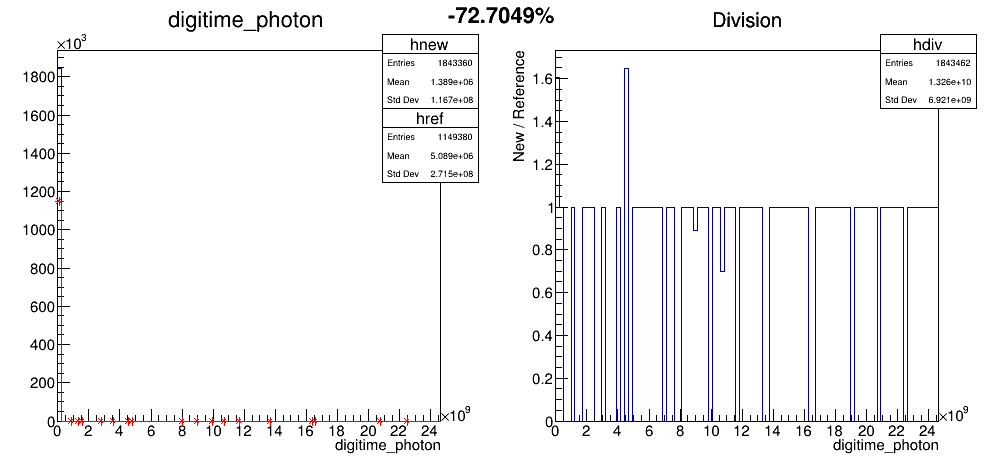 -72.7049%
digitime_photon
×10³
hnew
Entries 1843360
Mean 1.389e+06
Std Dev 1.167e+08
href
Entries 1149380
Mean 5.089e+06
Std Dev 2.715e+08
1800
1600
1400
1200
1000
800
600
400
200
0
0 2 4 6 8 10 12 14 16 18 20 22 24
×10⁹
digitime_photon
Division
hdiv
Entries 1843462
Mean 1.326e+10
Std Dev 6.921e+09
New / Reference
1.6
1.4
1.2
1
0.8
0.6
0.4
0.2
0
0 2 4 6 8 10 12 14 16 18 20 22 24
×10⁹
digitime_photon